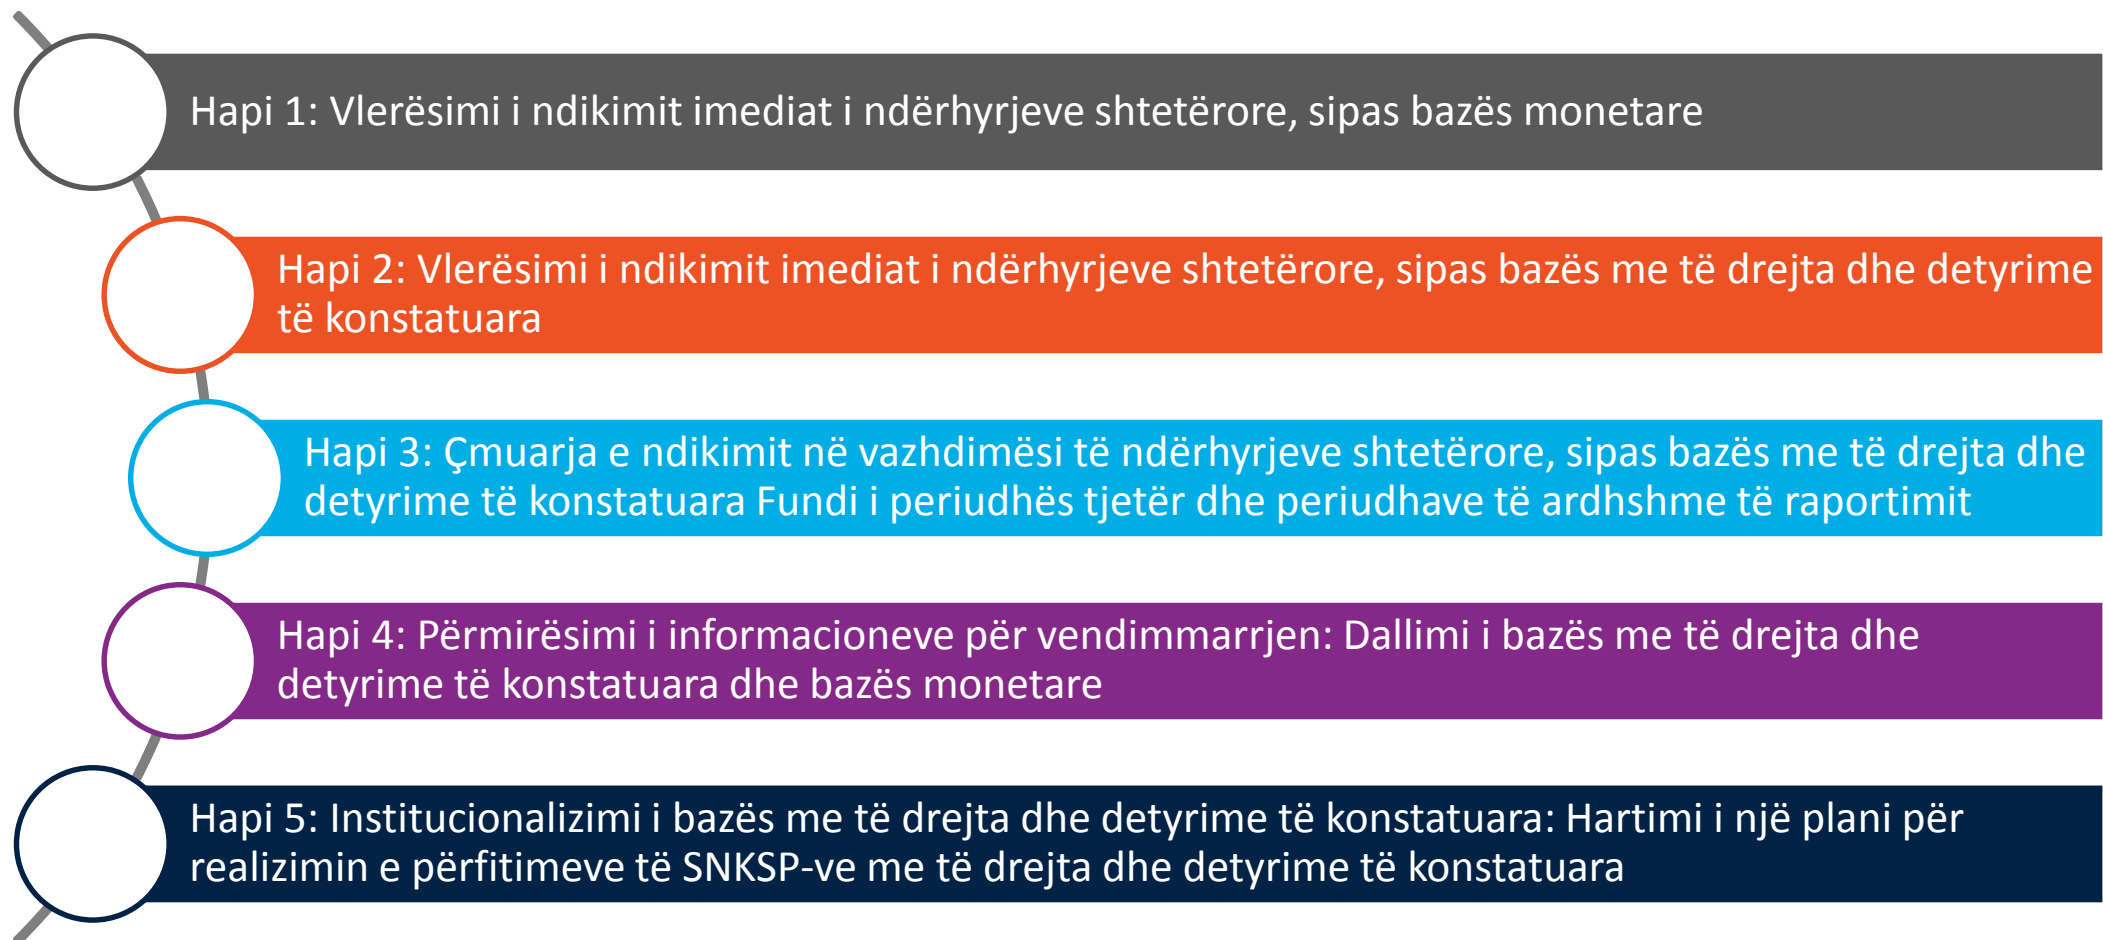 Hapi 1: Vlerësimi i ndikimit imediat i ndërhyrjeve shtetërore, sipas bazës monetare
Hapi 2: Vlerësimi i ndikimit imediat i ndërhyrjeve shtetërore, sipas bazës me të drejta dhe detyrime
të konstatuara
Hapi 3: Çmuarja e ndikimit në vazhdimësi të ndërhyrjeve shtetërore, sipas bazës me të drejta dhe
detyrime të konstatuara Fundi i periudhës tjetër dhe periudhave të ardhshme të raportimit
Hapi 4: Përmirësimi i informacioneve për vendimmarrjen: Dallimi i bazës me të drejta dhe
detyrime të konstatuara dhe bazës monetare
Hapi 5: Institucionalizimi i bazës me të drejta dhe detyrime të konstatuara: Hartimi i një plani për
realizimin e përfitimeve të SNKSP-ve me të drejta dhe detyrime të konstatuara